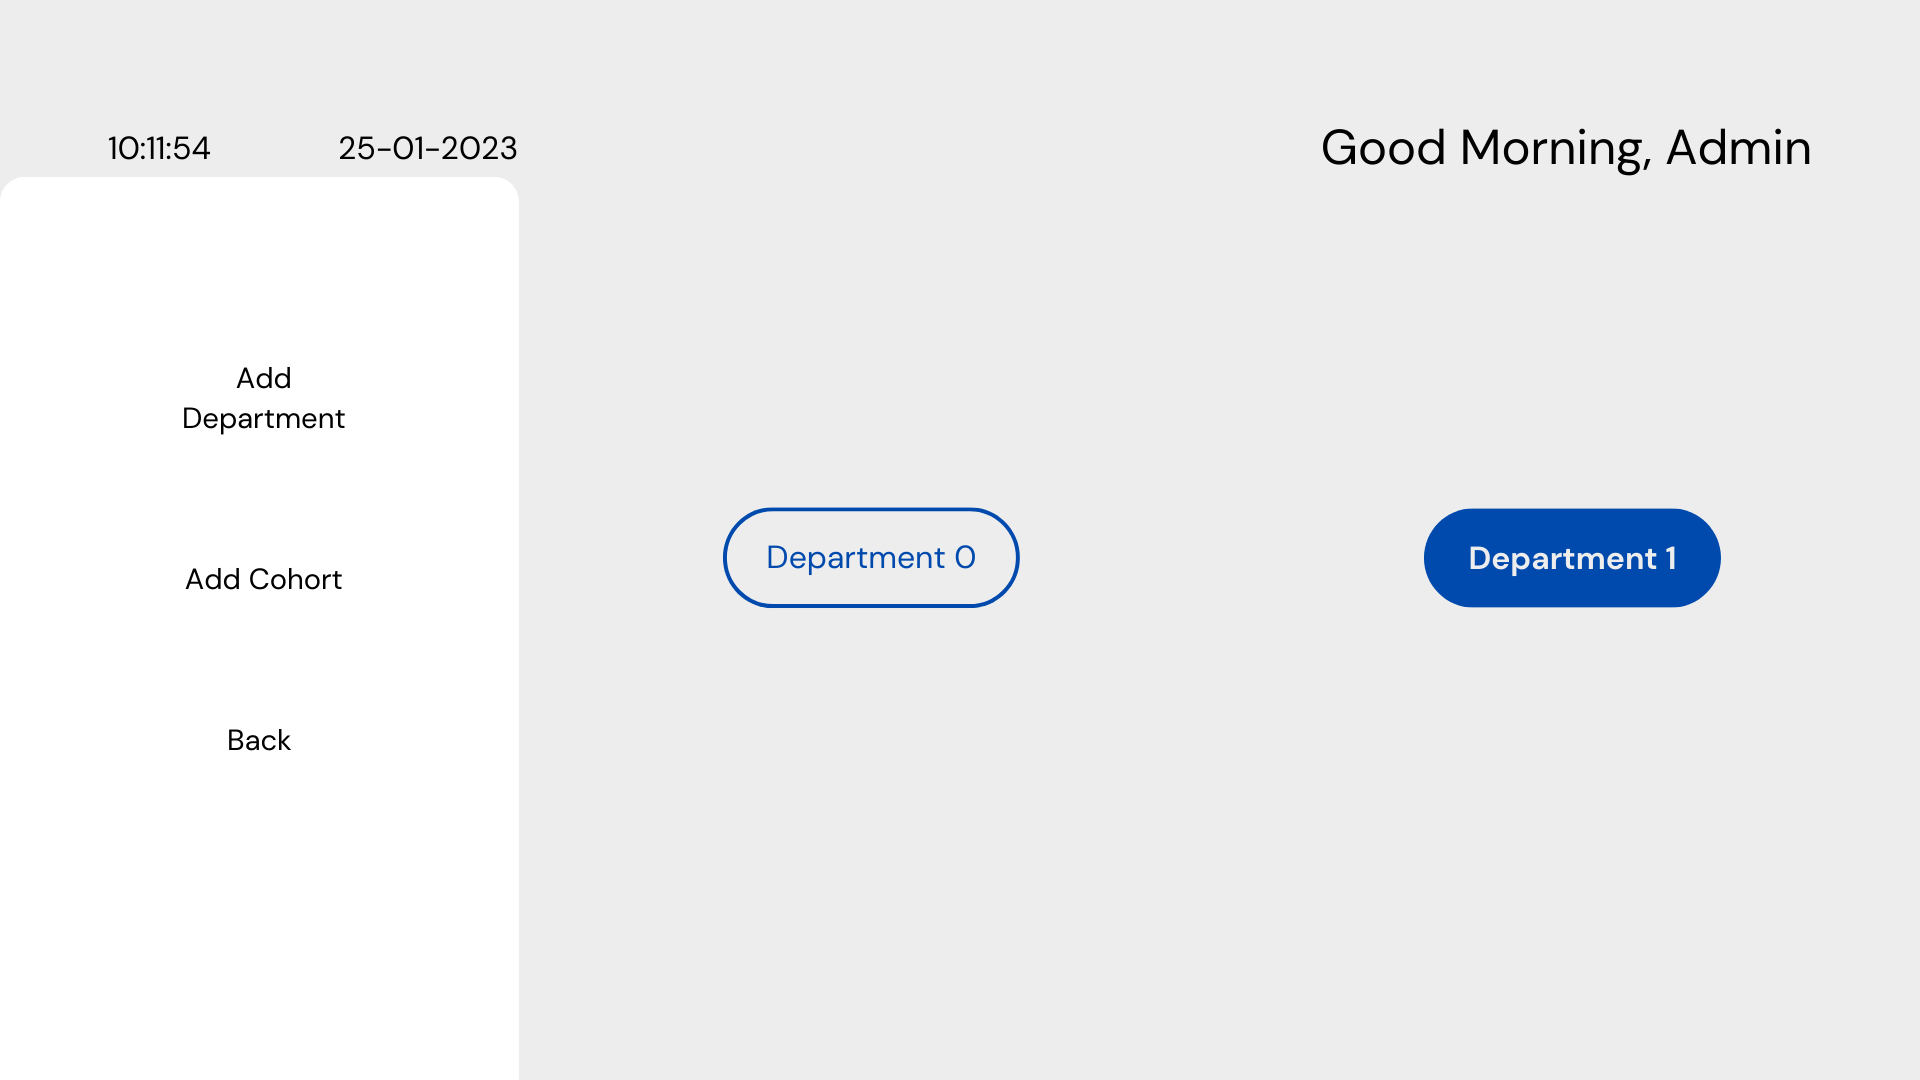 10:11:54
25-01-2023
Good Morning, Admin
Add
Department
Add Cohort
Back
Department 0
Department 1